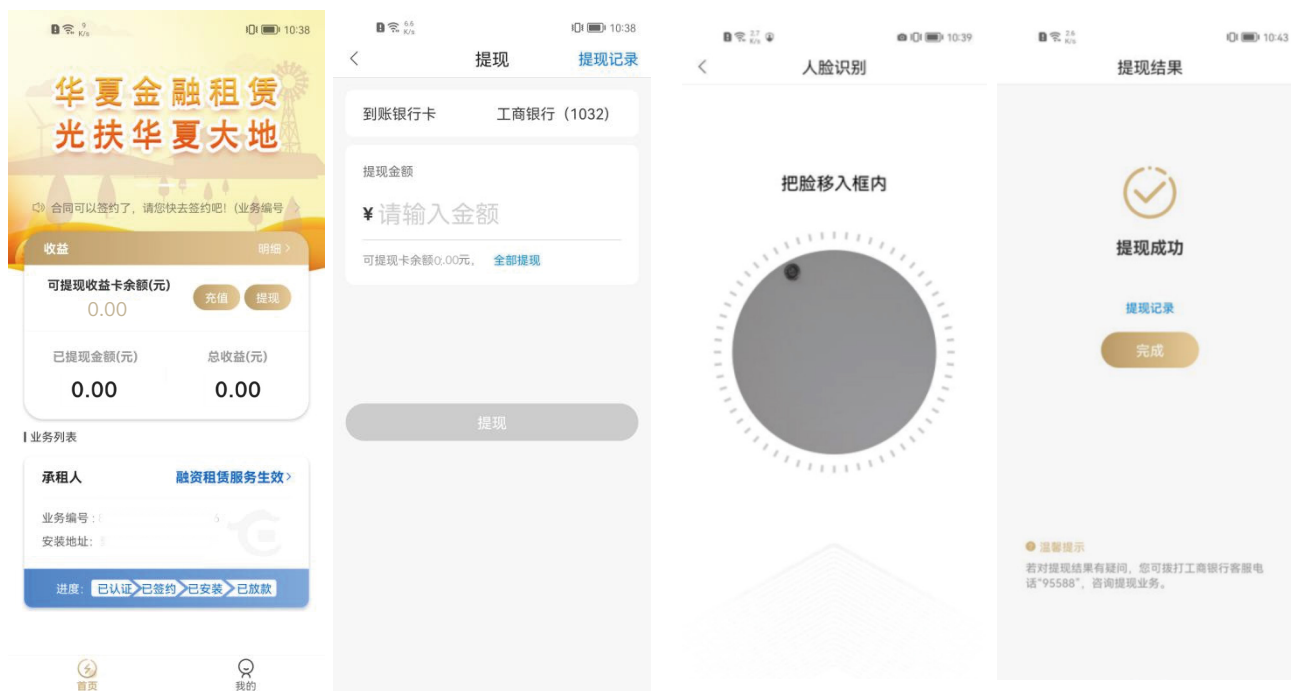 9
K/s
10:38
华夏金融租赁
光扶华夏大地
合同可以签约了，请您快去签约吧！(业务编号
收益
明细>
可提现收益卡余额(元)
0.00
充值
提现
已提现金额(元)
总收益(元)
0.00
0.00
业务列表
承租人
融资租赁服务生效>
业务编号：
安装地址：
进度：
已认证
已签约
已安装
已放款
首页
我的
6.6
K/s
10:38
提现
提现记录
到账银行卡
工商银行（1032）
提现金额
¥请输入金额
可提现卡余额0.00元，
全部提现
提现
2.7
K/s
10:39
人脸识别
把脸移入框内
2.6
K/s
10:43
提现结果
提现成功
提现记录
完成
温馨提示
若对提现结果有疑问，您可拨打工商银行客服电
话“95588”，咨询提现业务。